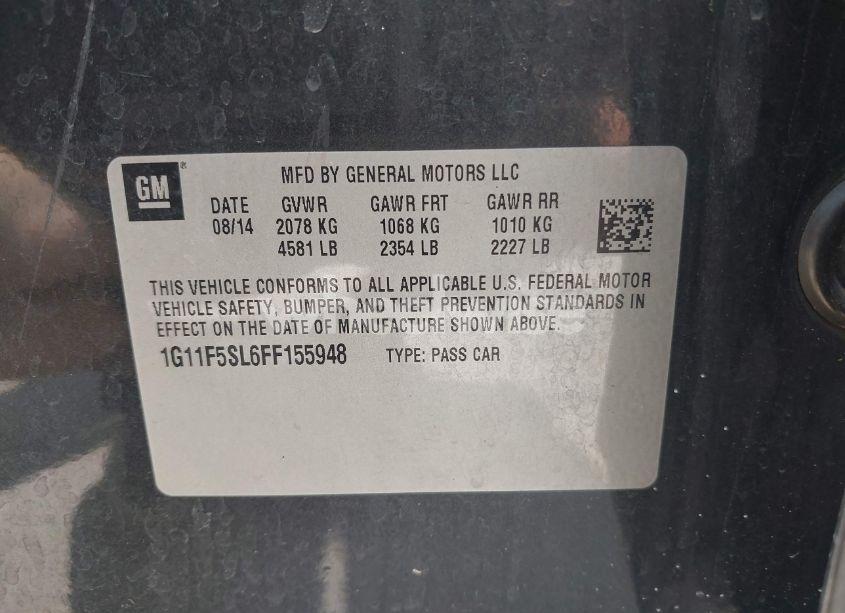 GM® MFD BY GENERAL MOTORS LLC
DATE GVWR GAWR FRT GAWR RR
08/14 2078 KG 1068 KG 1010 KG
4581 LB 2354 LB 2227 LB
THIS VEHICLE CONFORMS TO ALL APPLICABLE U.S. FEDERAL MOTOR
VEHICLE SAFETY, BUMPER, AND THEFT PREVENTION STANDARDS IN
EFFECT ON THE DATE OF MANUFACTURE SHOWN ABOVE.
1G11F5SL6FF155948 TYPE: PASS CAR